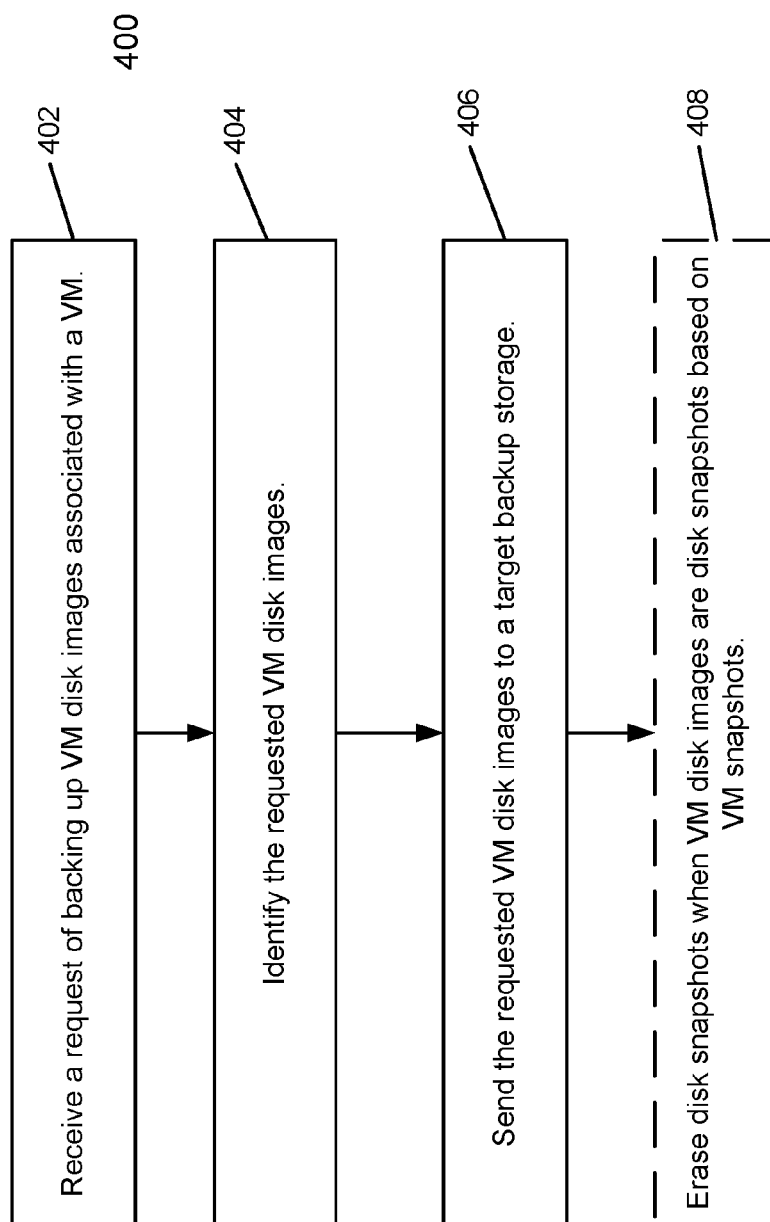 400
402
Receive a request of backing up VM disk images associated with a VM.
404
Identify the requested VM disk images.
406
Send the requested VM disk images to a target backup storage.
408
Erase disk snapshots when VM disk images are disk snapshots based on
VM snapshots.